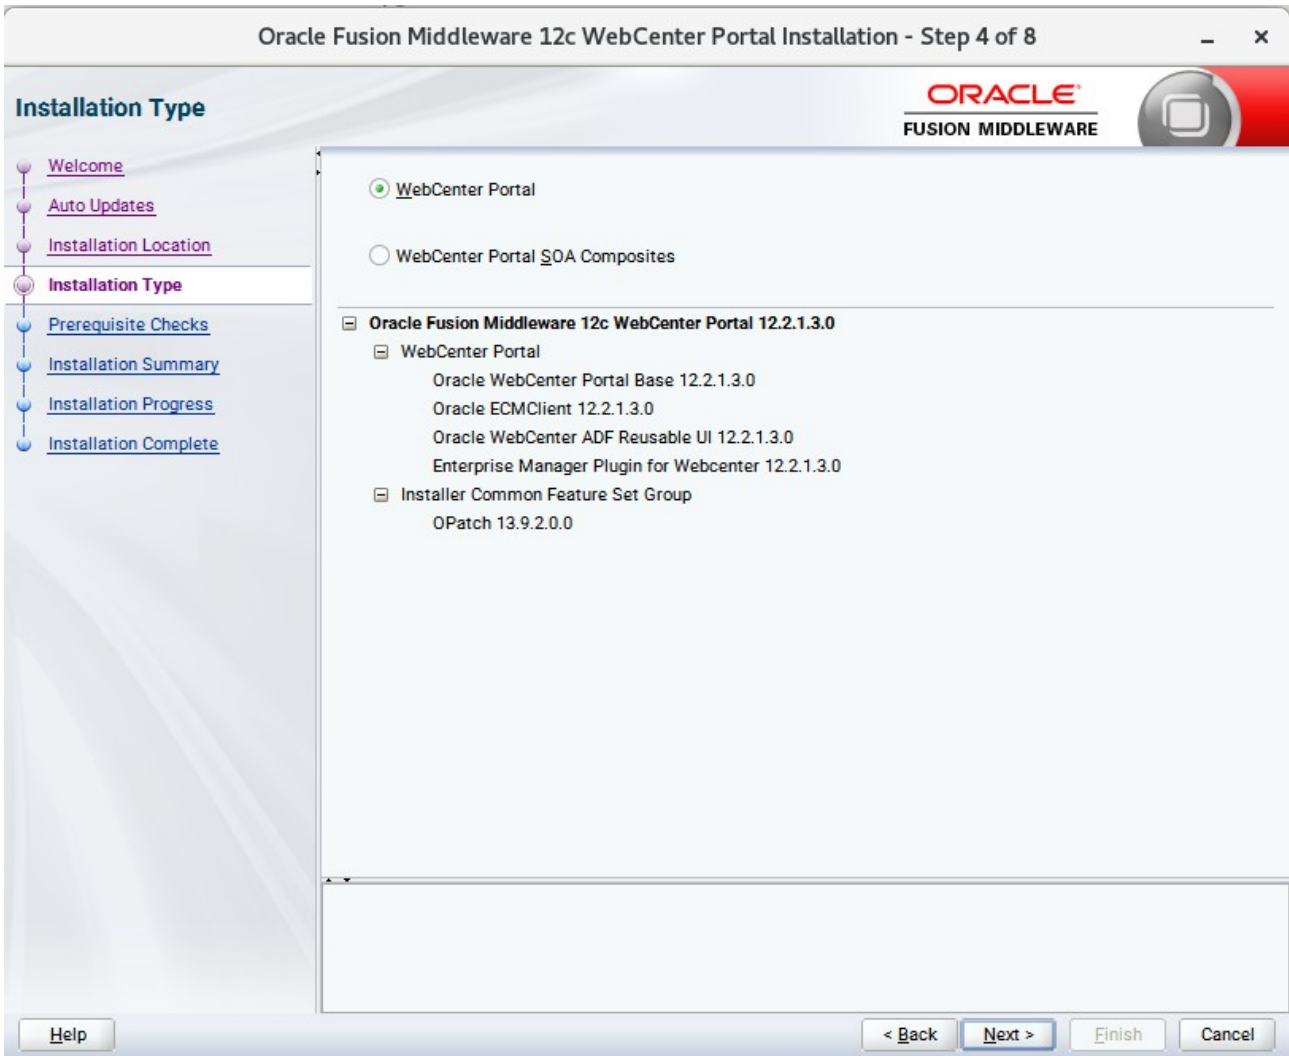 Oracle Fusion Middleware 12c WebCenter Portal Installation - Step 4 of 8
Installation Type
ORACLE
FUSION MIDDLEWARE
Welcome
Auto Updates
Installation Location
Installation Type
Prerequisite Checks
Installation Summary
Installation Progress
Installation Complete
WebCenter Portal
WebCenter Portal SOA Composites
Oracle Fusion Middleware 12c WebCenter Portal 12.2.1.3.0
WebCenter Portal
Oracle WebCenter Portal Base 12.2.1.3.0
Oracle ECMClient 12.2.1.3.0
Oracle WebCenter ADF Reusable UI 12.2.1.3.0
Enterprise Manager Plugin for Webcenter 12.2.1.3.0
Installer Common Feature Set Group
OPatch 13.9.2.0.0
Help
< Back
Next >
Finish
Cancel